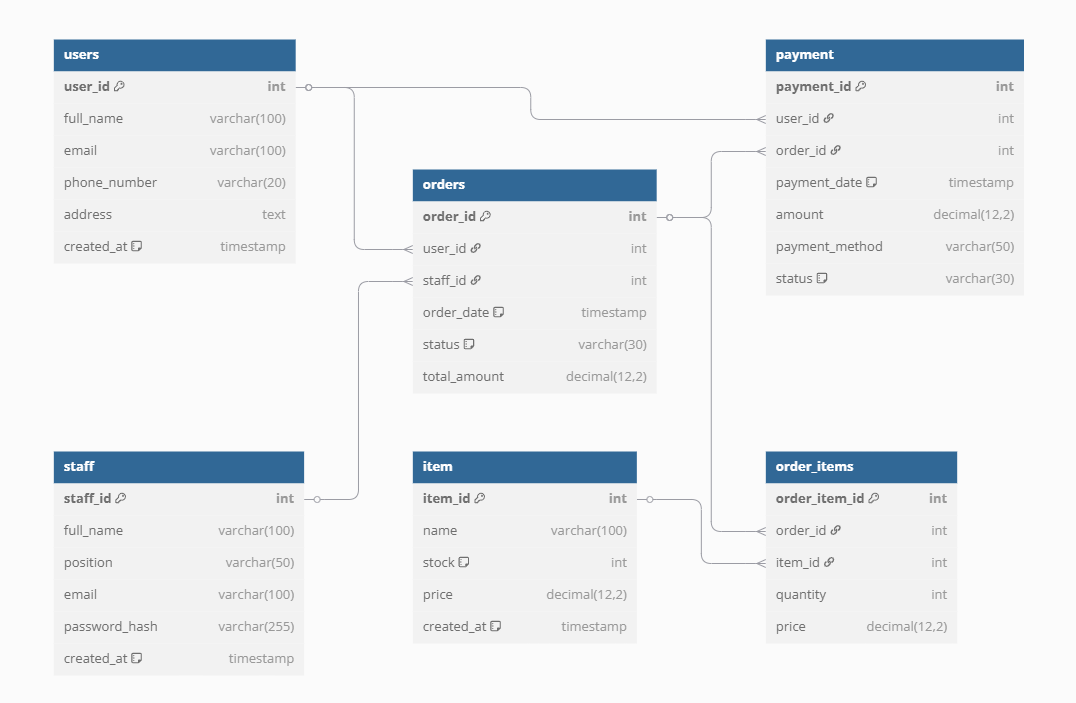 users
user_id int
full_name varchar(100)
email varchar(100)
phone_number varchar(20)
address text
created_at timestamp
payment
payment_id int
user_id int
order_id int
payment_date timestamp
amount decimal(12,2)
payment_method varchar(50)
status varchar(30)
orders
order_id int
user_id int
staff_id int
order_date timestamp
status varchar(30)
total_amount decimal(12,2)
staff
staff_id int
full_name varchar(100)
position varchar(50)
email varchar(100)
password_hash varchar(255)
created_at timestamp
item
item_id int
name varchar(100)
stock int
price decimal(12,2)
created_at timestamp
order_items
order_item_id int
order_id int
item_id int
quantity int
price decimal(12,2)